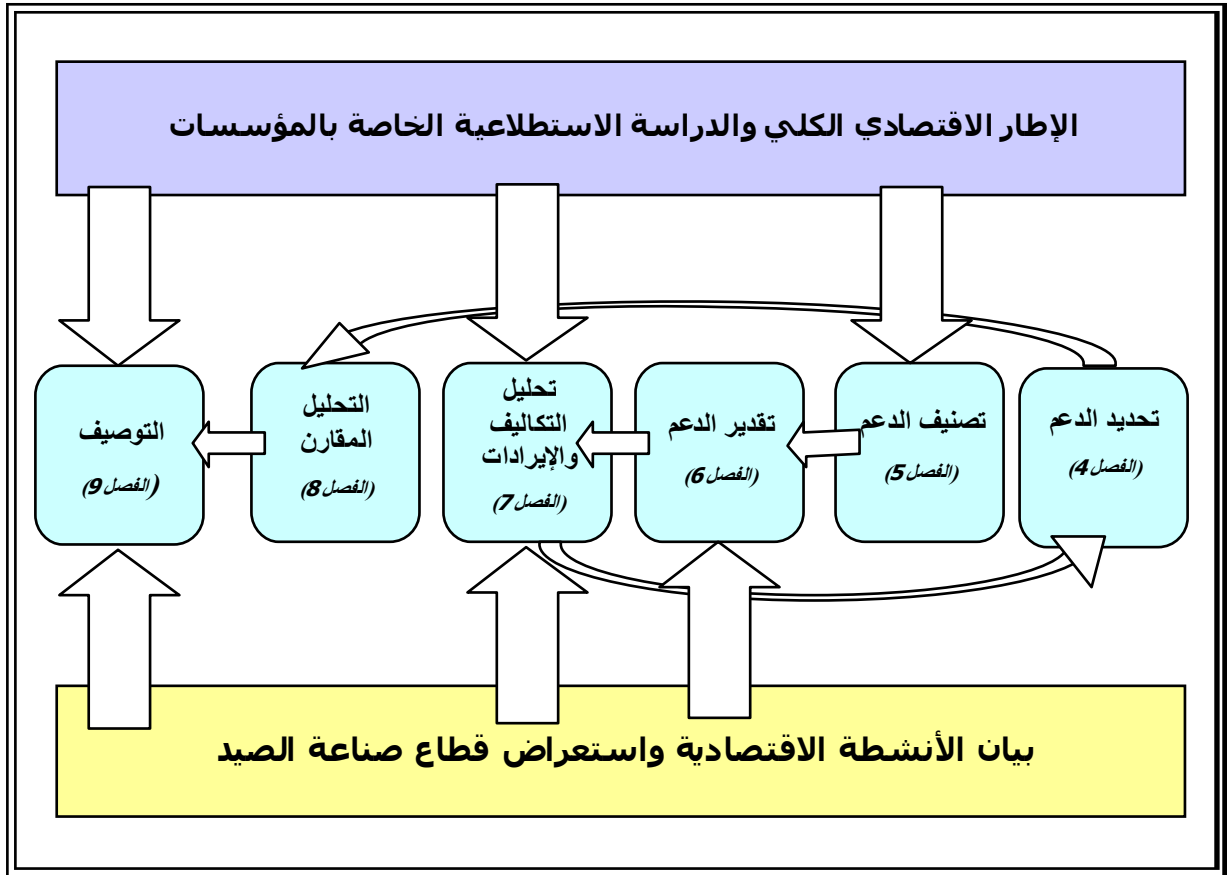 الإطار الاقتصادي الكلي والدراسة الاستطلاعية الخاصة بالمؤسسات
تحديد الدعم
(الفصل 4)
تصنيف الدعم
(الفصل 5)
تقدير الدعم
(الفصل 6)
تحليل
التكاليف
والإيرادات
(الفصل 7)
التحليل
المقارن
(الفصل 8)
التوصيف
(الفصل 9)
بيان الأنشطة الاقتصادية واستعراض قطاع صناعة الصيد